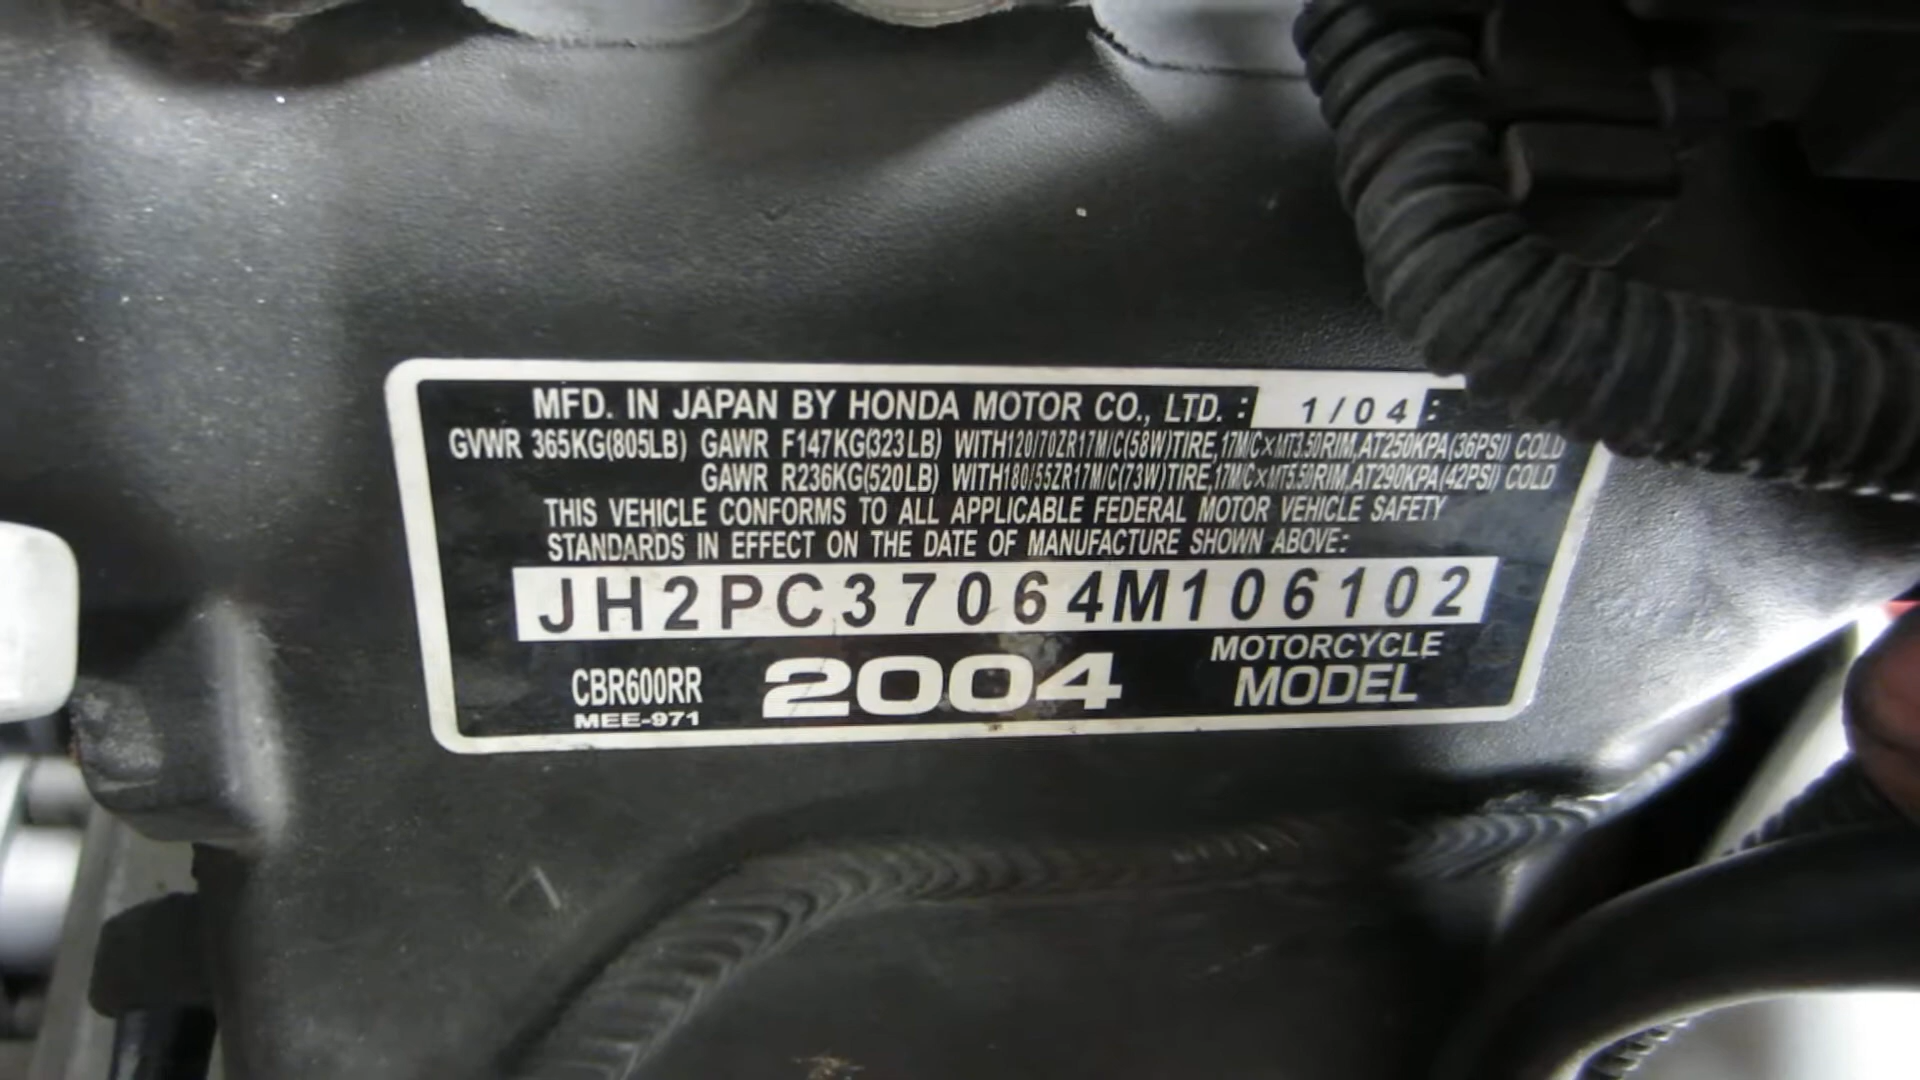 MFD. IN JAPAN BY HONDA MOTOR CO., LTD. : 1/04 :
GVWR 365KG(805LB) GAWR F147KG(323LB) WITH120/70ZR17M/C(58W)TIRE,17M/C×MT3.50RIM,AT250KPA(36PSI) COLD
GAWR R236KG(520LB) WITH180/55ZR17M/C(73W)TIRE,17M/C×MT5.50RIM,AT290KPA(42PSI) COLD
THIS VEHICLE CONFORMS TO ALL APPLICABLE FEDERAL MOTOR VEHICLE SAFETY
STANDARDS IN EFFECT ON THE DATE OF MANUFACTURE SHOWN ABOVE:
JH2PC37064M106102
CBR600RR 2004 MOTORCYCLE
MEE-971 MODEL